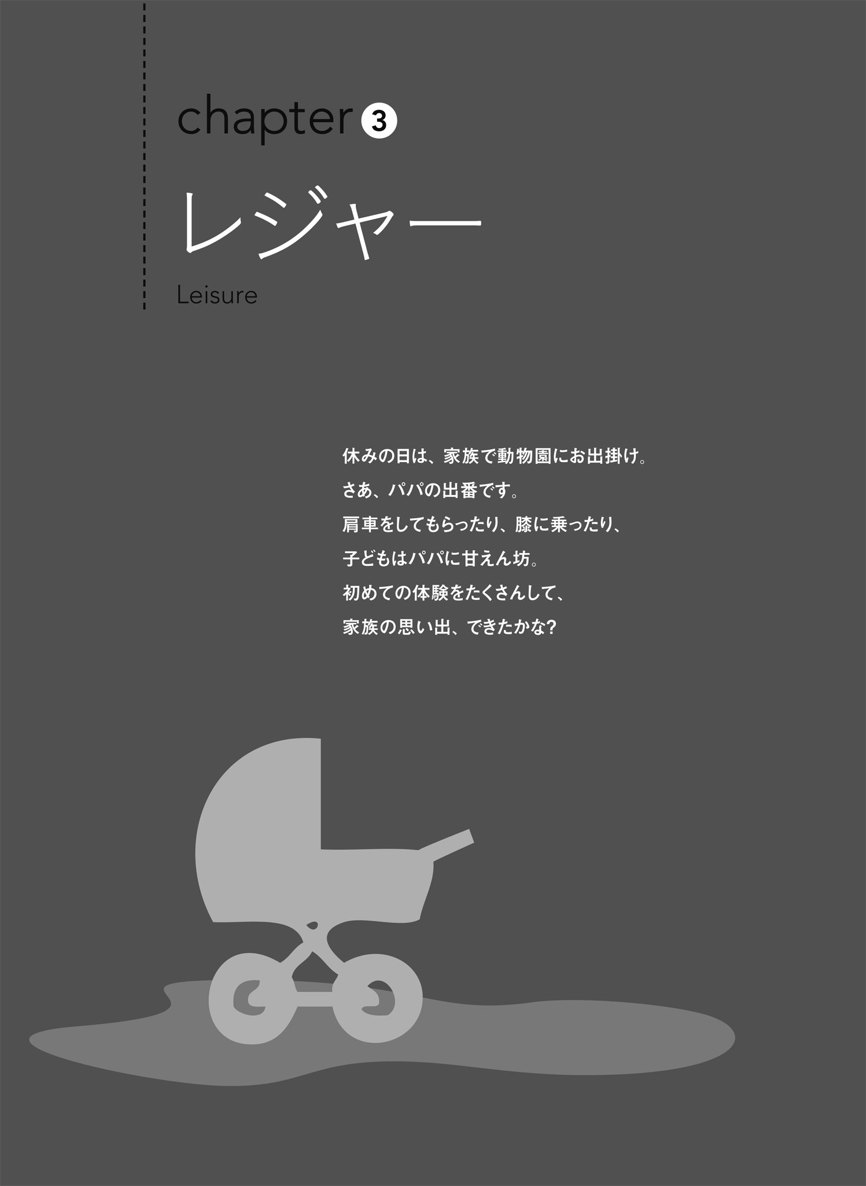 chapter 3
レジャー
Leisure
休みの日は、家族で動物園にお出掛け。
さあ、パパの出番です。
肩車をしてもらったり、膝に乗ったり、
子どもはパパに甘えん坊。
初めての体験をたくさんして、
家族の思い出、できたかな?